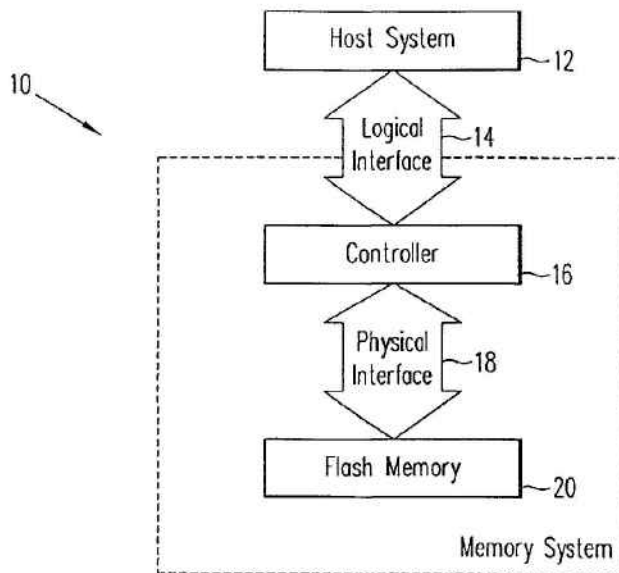 Host System
12
10
Logical
Interface
14
Controller
16
Physical
Interface
18
Flash Memory
20
Memory System